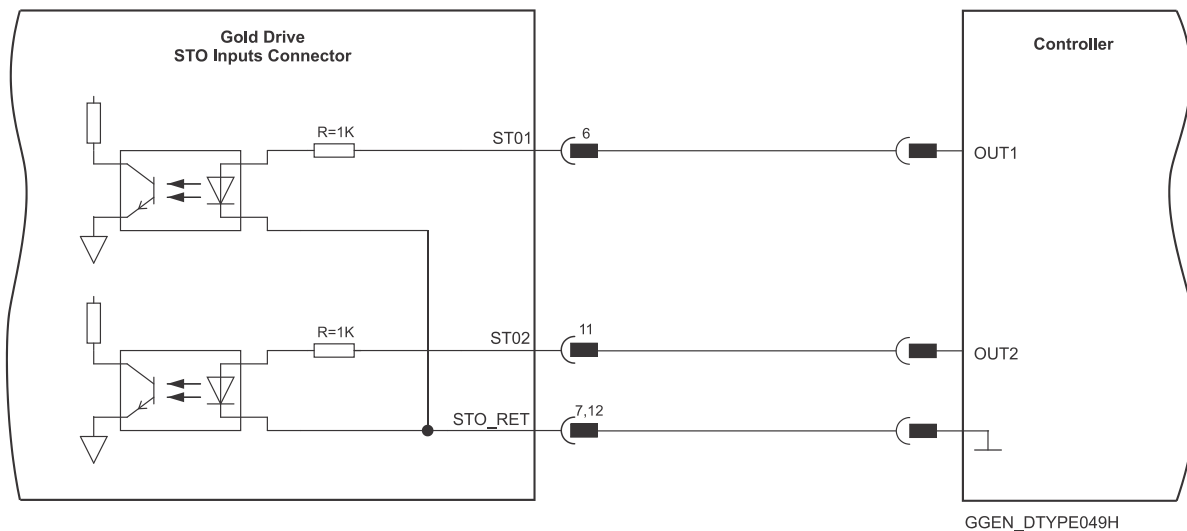 Gold Drive
STO Inputs Connector
Controller
R=1K
ST01
6
OUT1
R=1K
ST02
11
OUT2
STO_RET
7,12
GGEN_DTYPE049H